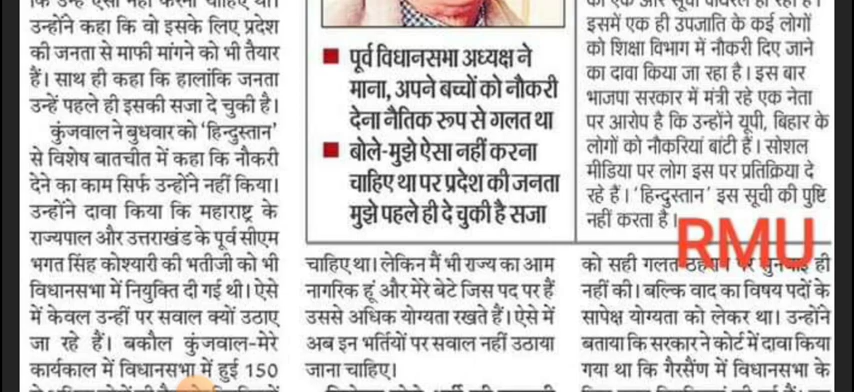 उन्होंने कहा कि वो इसके लिए प्रदेश
की जनता से माफी मांगने को भी तैयार
हैं। साथ ही कहा कि हालांकि जनता
उन्हें पहले ही इसकी सजा दे चुकी है।
कुंजवाल ने बुधवार को ‘हिन्दुस्तान’
से विशेष बातचीत में कहा कि नौकरी
देने का काम सिर्फ उन्होंने नहीं किया।
उन्होंने दावा किया कि महाराष्ट्र के
राज्यपाल और उत्तराखंड के पूर्व सीएम
भगत सिंह कोश्यारी की भतीजी को भी
विधानसभा में नियुक्ति दी गई थी। ऐसे
में केवल उन्हीं पर सवाल क्यों उठाए
जा रहे हैं। बकौल कुंजवाल-मेरे
कार्यकाल में विधानसभा में हुई 150
पूर्व विधानसभा अध्यक्ष ने
माना, अपने बच्चों को नौकरी
देना नैतिक रूप से गलत था
बोले-मुझे ऐसा नहीं करना
चाहिए था पर प्रदेश की जनता
मुझे पहले ही दे चुकी है सजा
चाहिए था। लेकिन मैं भी राज्य का आम
नागरिक हूं और मेरे बेटे जिस पद पर हैं
उससे अधिक योग्यता रखते हैं। ऐसे में
अब इन भर्तियों पर सवाल नहीं उठाया
जाना चाहिए।
इसमें एक ही उपजाति के कई लोगों
को शिक्षा विभाग में नौकरी दिए जाने
का दावा किया जा रहा है। इस बार
भाजपा सरकार में मंत्री रहे एक नेता
पर आरोप है कि उन्होंने यूपी, बिहार के
लोगों को नौकरियां बांटी हैं। सोशल
मीडिया पर लोग इस पर प्रतिक्रिया दे
रहे हैं। ‘हिन्दुस्तान’ इस सूची की पुष्टि
नहीं करता है।
RMU
को सही गलत पर ही
नहीं की। बल्कि वाद का विषय पदों के
सापेक्ष योग्यता को लेकर था। उन्होंने
बताया कि सरकार ने कोर्ट में दावा किया
गया था कि गैरसैंण में विधानसभा के